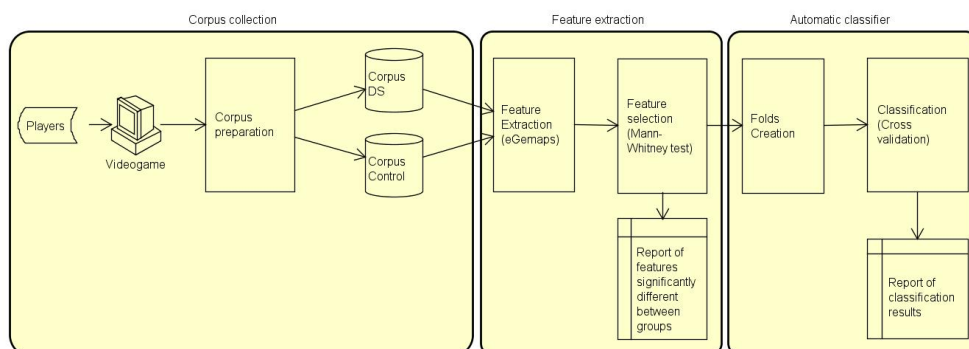 Corpus collection
Feature extraction
Automatic classifier
Players
Videogame
Corpus
preparation
Corpus
DS
Corpus
Control
Feature
Extraction
(eGemaps)
Feature
selection
(Mann-
Whitney test)
Report of
features
significantly
different
between
groups
Folds
Creation
Classification
(Cross
validation)
Report of
classification
results